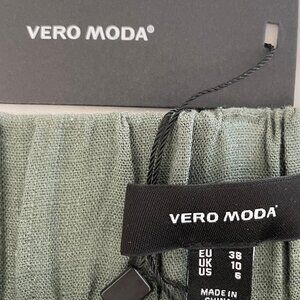 VERO MODA®
VERO MODA®
EU 38
UK 10
US 6
MADE IN
CHINA